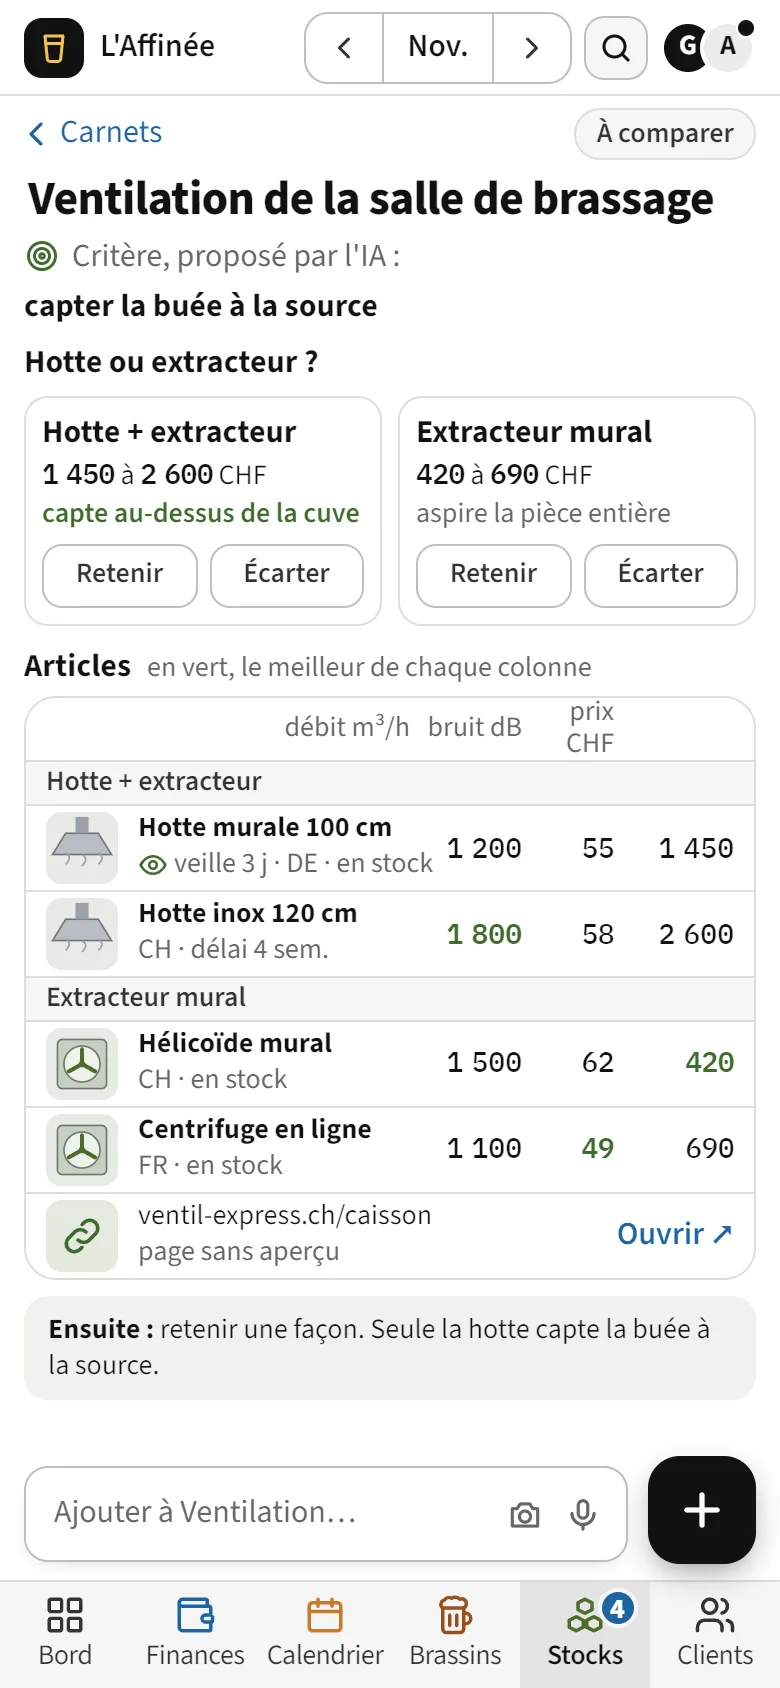 L'Affinée
Nov.
G
A
Carnets
À comparer
Ventilation de la salle de brassage
Critère, proposé par l'IA :
capter la buée à la source
Hotte ou extracteur ?
Hotte + extracteur
1 450 à 2 600 CHF
capte au-dessus de la cuve
Retenir
Écarter
Extracteur mural
420 à 690 CHF
aspire la pièce entière
Retenir
Écarter
Articles en vert, le meilleur de chaque colonne
débit m³/h bruit dB prix
CHF
Hotte + extracteur
Hotte murale 100 cm
veille 3 j · DE · en stock
1 200 55 1 450
Hotte inox 120 cm
CH · délai 4 sem.
1 800 58 2 600
Extracteur mural
Hélicoïde mural
CH · en stock
1 500 62 420
Centrifuge en ligne
FR · en stock
1 100 49 690
ventil-express.ch/caisson
page sans aperçu
Ouvrir ↗
Ensuite : retenir une façon. Seule la hotte capte la buée à
la source.
Ajouter à Ventilation…
Bord
Finances
Calendrier
Brassins
4
Stocks
Clients